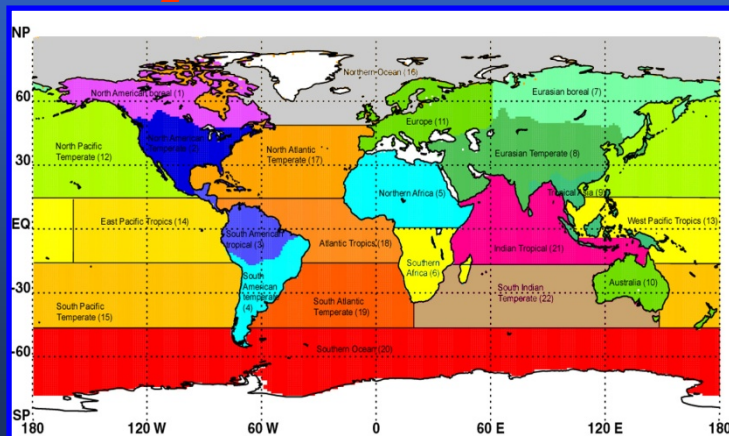 NP
Northern Ocean (16)
North American boreal (1)
Eurasian boreal (7)
60
Europe (11)
North American
Temperate (2)
North Pacific
Temperate (12)
North Atlantic
Temperate (17)
Eurasian Temperate (8)
30
Northern Africa (5)
Tropical Asia (9)
East Pacific Tropics (14)
West Pacific Tropics (13)
EQ
South American
tropical (3)
Atlantic Tropics (18)
Indian Tropical (21)
Southern
Africa (6)
South
American
temperate
(4)
South Indian
Temperate (22)
Australia (10)
-30
South Pacific
Temperate (15)
South Atlantic
Temperate (19)
Southern Ocean (20)
-60
SP
180
120 W
60 W
0
60 E
120 E
180